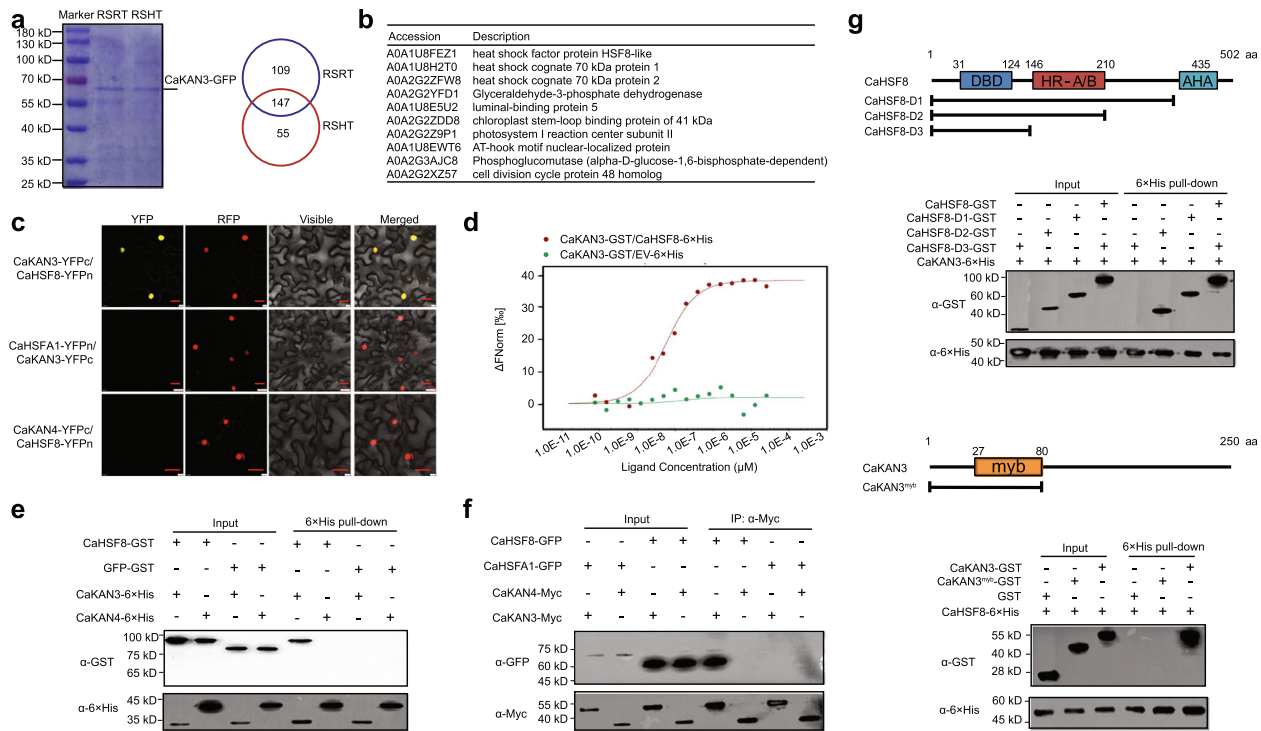 a
Marker RSRT RSHT
180 kD
130 kD
100 kD
70 kD
55 kD
40 kD
35 kD
25 kD
CaKAN3-GFP
109
147
55
RSRT
RSHT
b
Accession Description
A0A1U8FEZ1 heat shock factor protein HSF8-like
A0A1U8H2T0 heat shock cognate 70 kDa protein 1
A0A2G2ZFW8 heat shock cognate 70 kDa protein 2
A0A2G2YFD1 Glyceraldehyde-3-phosphate dehydrogenase
A0A1U8E5U2 luminal-binding protein 5
A0A2G2ZDD8 chloroplast stem-loop binding protein of 41 kDa
A0A2G2Z9P1 photosystem I reaction center subunit II
A0A1U8EWT6 AT-hook motif nuclear-localized protein
A0A2G3AJC8 Phosphoglucomutase (alpha-D-glucose-1,6-bisphosphate-dependent)
A0A2G2XZ57 cell division cycle protein 48 homolog
c
YFP RFP Visible Merged
CaKAN3-YFPc/
CaHSF8-YFPn
CaHSFA1-YFPn/
CaKAN3-YFPc
CaKAN4-YFPc/
CaHSF8-YFPn
d
CaKAN3-GST/CaHSF8-6×His
CaKAN3-GST/EV-6×His
ΔFNorm [‰]
40
30
20
10
0
1.0E-11 1.0E-10 1.0E-9 1.0E-8 1.0E-7 1.0E-6 1.0E-5 1.0E-4 1.0E-3
Ligand Concentration (μM)
e
Input 6×His pull-down
CaHSF8-GST + + - - + + - -
GFP-GST - - + + - - + +
CaKAN3-6×His + - + - + - + -
CaKAN4-6×His - + - + - + - +
α-GST
100 kD
75 kD
65 kD
α-6×His
45 kD
35 kD
f
Input IP: α-Myc
CaHSF8-GFP - - + + + + - -
CaHSFA1-GFP + + - - - - + +
CaKAN4-Myc - + - + - + - +
CaKAN3-Myc + - + - + - + -
α-GFP
75 kD
60 kD
45 kD
α-Myc
55 kD
40 kD
g
1 502 aa
31 124 146 210 435
CaHSF8 DBD HR-A/B AHA
CaHSF8-D1
CaHSF8-D2
CaHSF8-D3
Input 6×His pull-down
CaHSF8-GST - - - + - - - +
CaHSF8-D1-GST - - + - - - + -
CaHSF8-D2-GST - + - - - + - -
CaHSF8-D3-GST + - - + + - - +
CaKAN3-6×His + + + + + + + +
α-GST
100 kD
60 kD
40 kD
α-6×His
50 kD
40 kD
1 250 aa
27 80
CaKAN3 myb
CaKAN3myb
Input 6×His pull-down
CaKAN3-GST - - + - - +
CaKAN3myb-GST - + - - + -
GST + - - + - -
CaHSF8-6×His + + + + + +
α-GST
55 kD
40 kD
28 kD
α-6×His
60 kD
45 kD